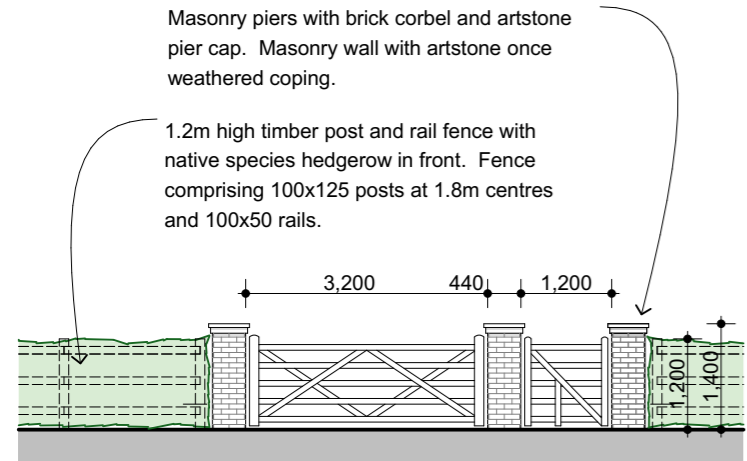 Masonry piers with brick corbel and artstone
pier cap. Masonry wall with artstone once
weathered coping.
1.2m high timber post and rail fence with
native species hedgerow in front. Fence
comprising 100x125 posts at 1.8m centres
and 100x50 rails.
3,200 440 1,200
1,200
1,400